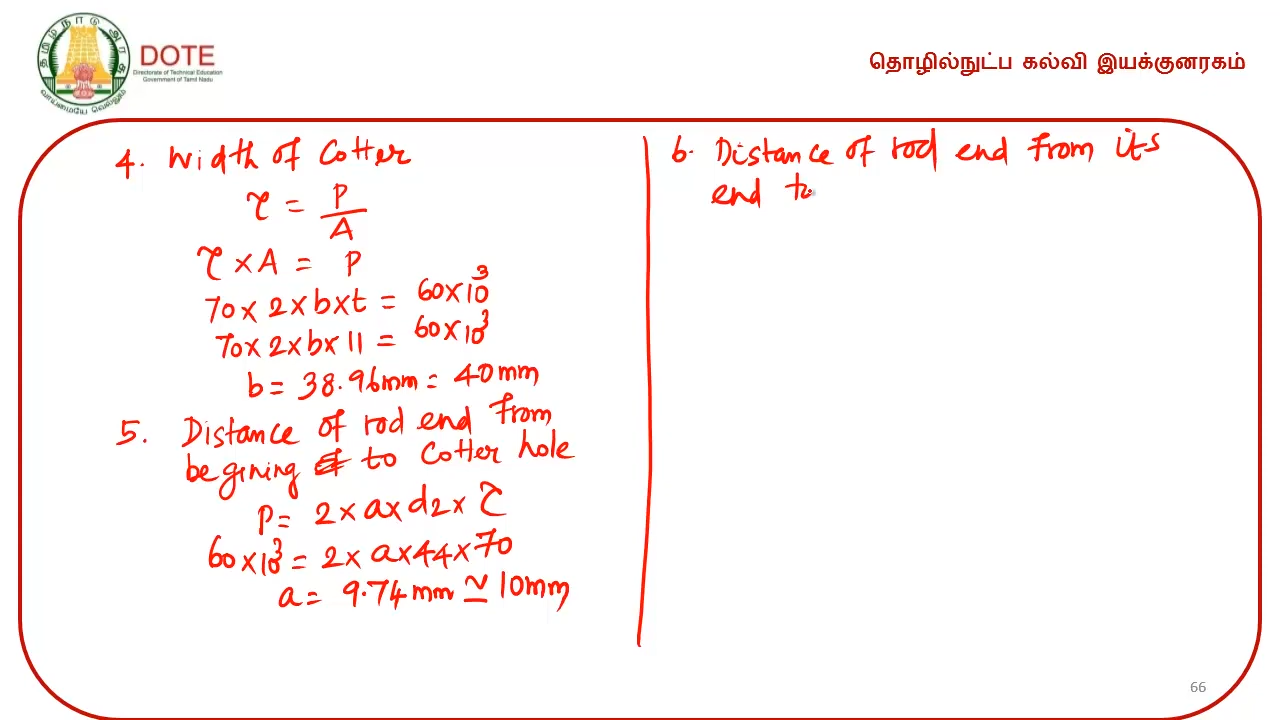 தமிழ்நாடு அரசு
வாய்மையே வெல்லும்
DOTE
Directorate of Technical Education
Government of Tamil Nadu
தொழில்நுட்ப கல்வி இயக்குனரகம்
4. Width of Cotter
τ = P/A
τ × A = P
70 × 2 × b × t = 60 × 10³
70 × 2 × b × 11 = 60 × 10³
b = 38.96mm = 40mm
5. Distance of rod end from
begining to Cotter hole
P = 2 × a × d2 × τ
60 × 10³ = 2 × a × 44 × 70
a = 9.74 mm ≃ 10mm
6. Distance of rod end from its
end
66